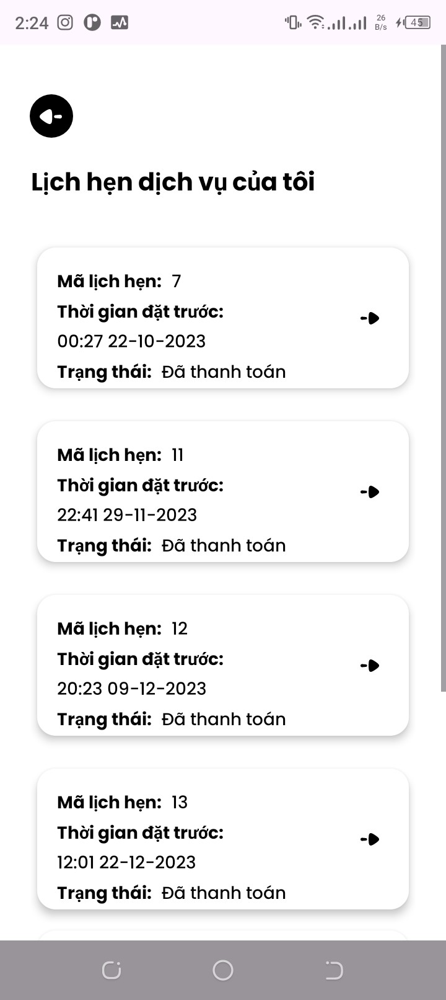 2:24
26
B/s
45
Lịch hẹn dịch vụ của tôi
Mã lịch hẹn: 7
Thời gian đặt trước:
00:27 22-10-2023
Trạng thái: Đã thanh toán
Mã lịch hẹn: 11
Thời gian đặt trước:
22:41 29-11-2023
Trạng thái: Đã thanh toán
Mã lịch hẹn: 12
Thời gian đặt trước:
20:23 09-12-2023
Trạng thái: Đã thanh toán
Mã lịch hẹn: 13
Thời gian đặt trước:
12:01 22-12-2023
Trạng thái: Đã thanh toán